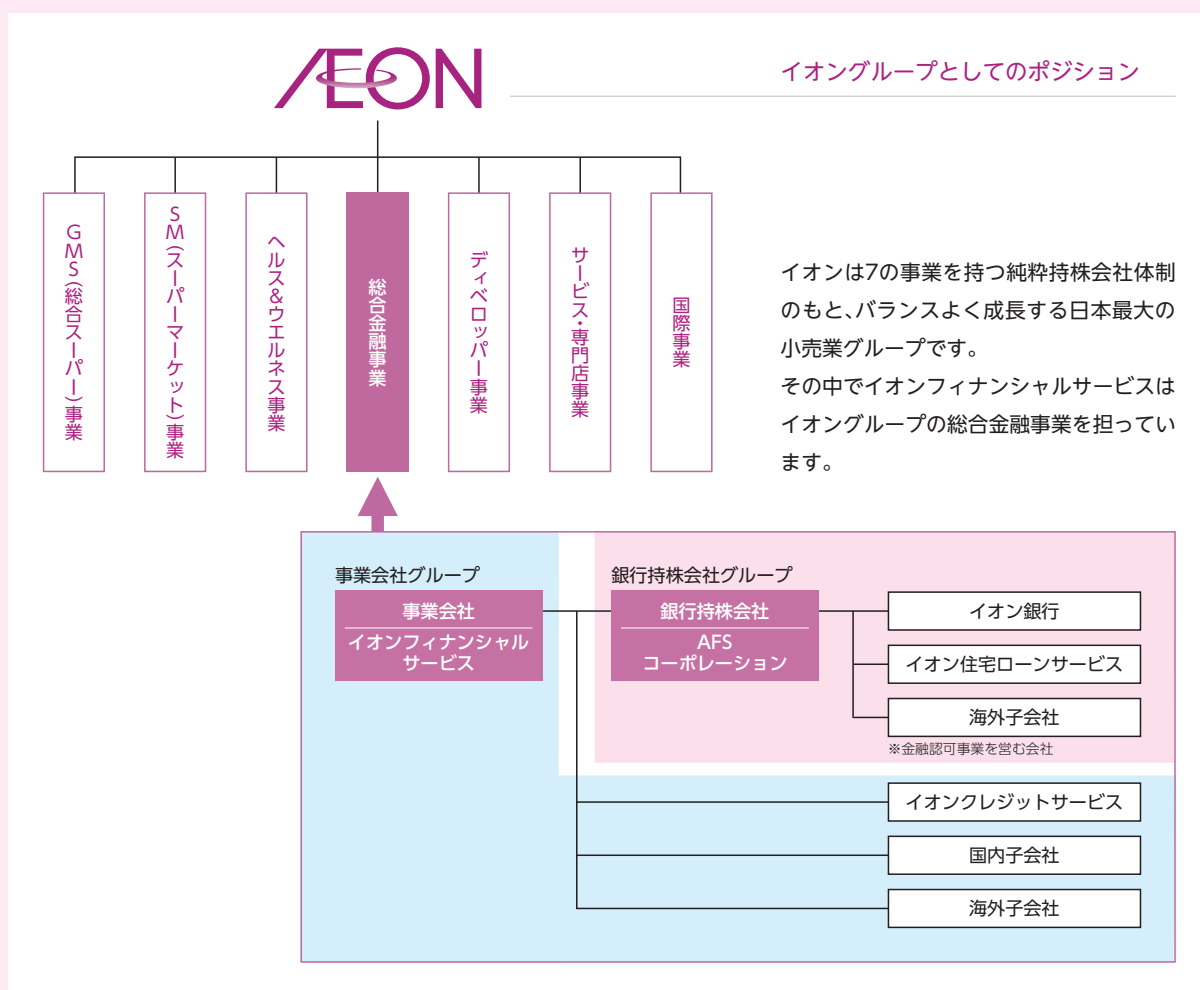 ÆON
イオングループとしてのポジション
GMS(総合スーパー)事業
SM(スーパーマーケット)事業
ヘルス&ウエルネス事業
総合金融事業
ディベロッパー事業
サービス・専門店事業
国際事業
イオンは7の事業を持つ純粋持株会社体制
のもと、バランスよく成長する日本最大の
小売業グループです。
その中でイオンフィナンシャルサービスは
イオングループの総合金融事業を担ってい
ます。
事業会社グループ
事業会社
イオンフィナンシャル
サービス
銀行持株会社グループ
銀行持株会社
AFS
コーポレーション
イオン銀行
イオン住宅ローンサービス
海外子会社
※金融認可事業を営む会社
イオンクレジットサービス
国内子会社
海外子会社